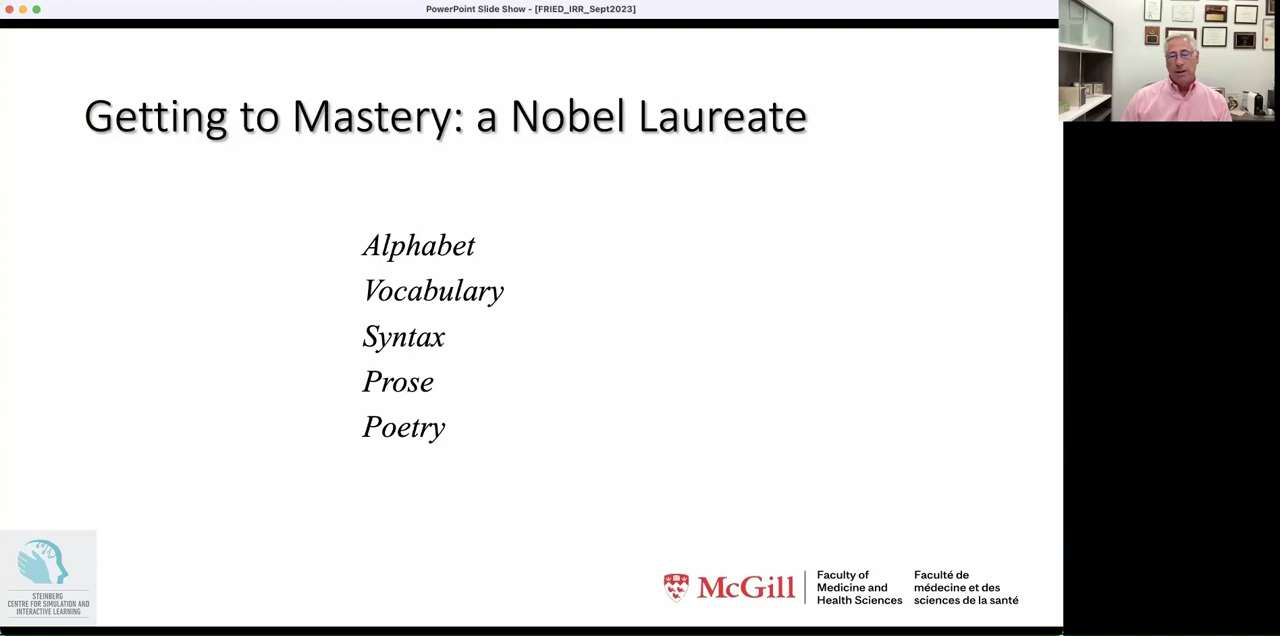 PowerPoint Slide Show - [FRIED_IRR_Sept2023]
Getting to Mastery: a Nobel Laureate
Alphabet
Vocabulary
Syntax
Prose
Poetry
STEINBERG
CENTRE FOR SIMULATION AND
INTERACTIVE LEARNING
McGill
Faculty of
Medicine and
Health Sciences
Faculté de
médecine et des
sciences de la santé